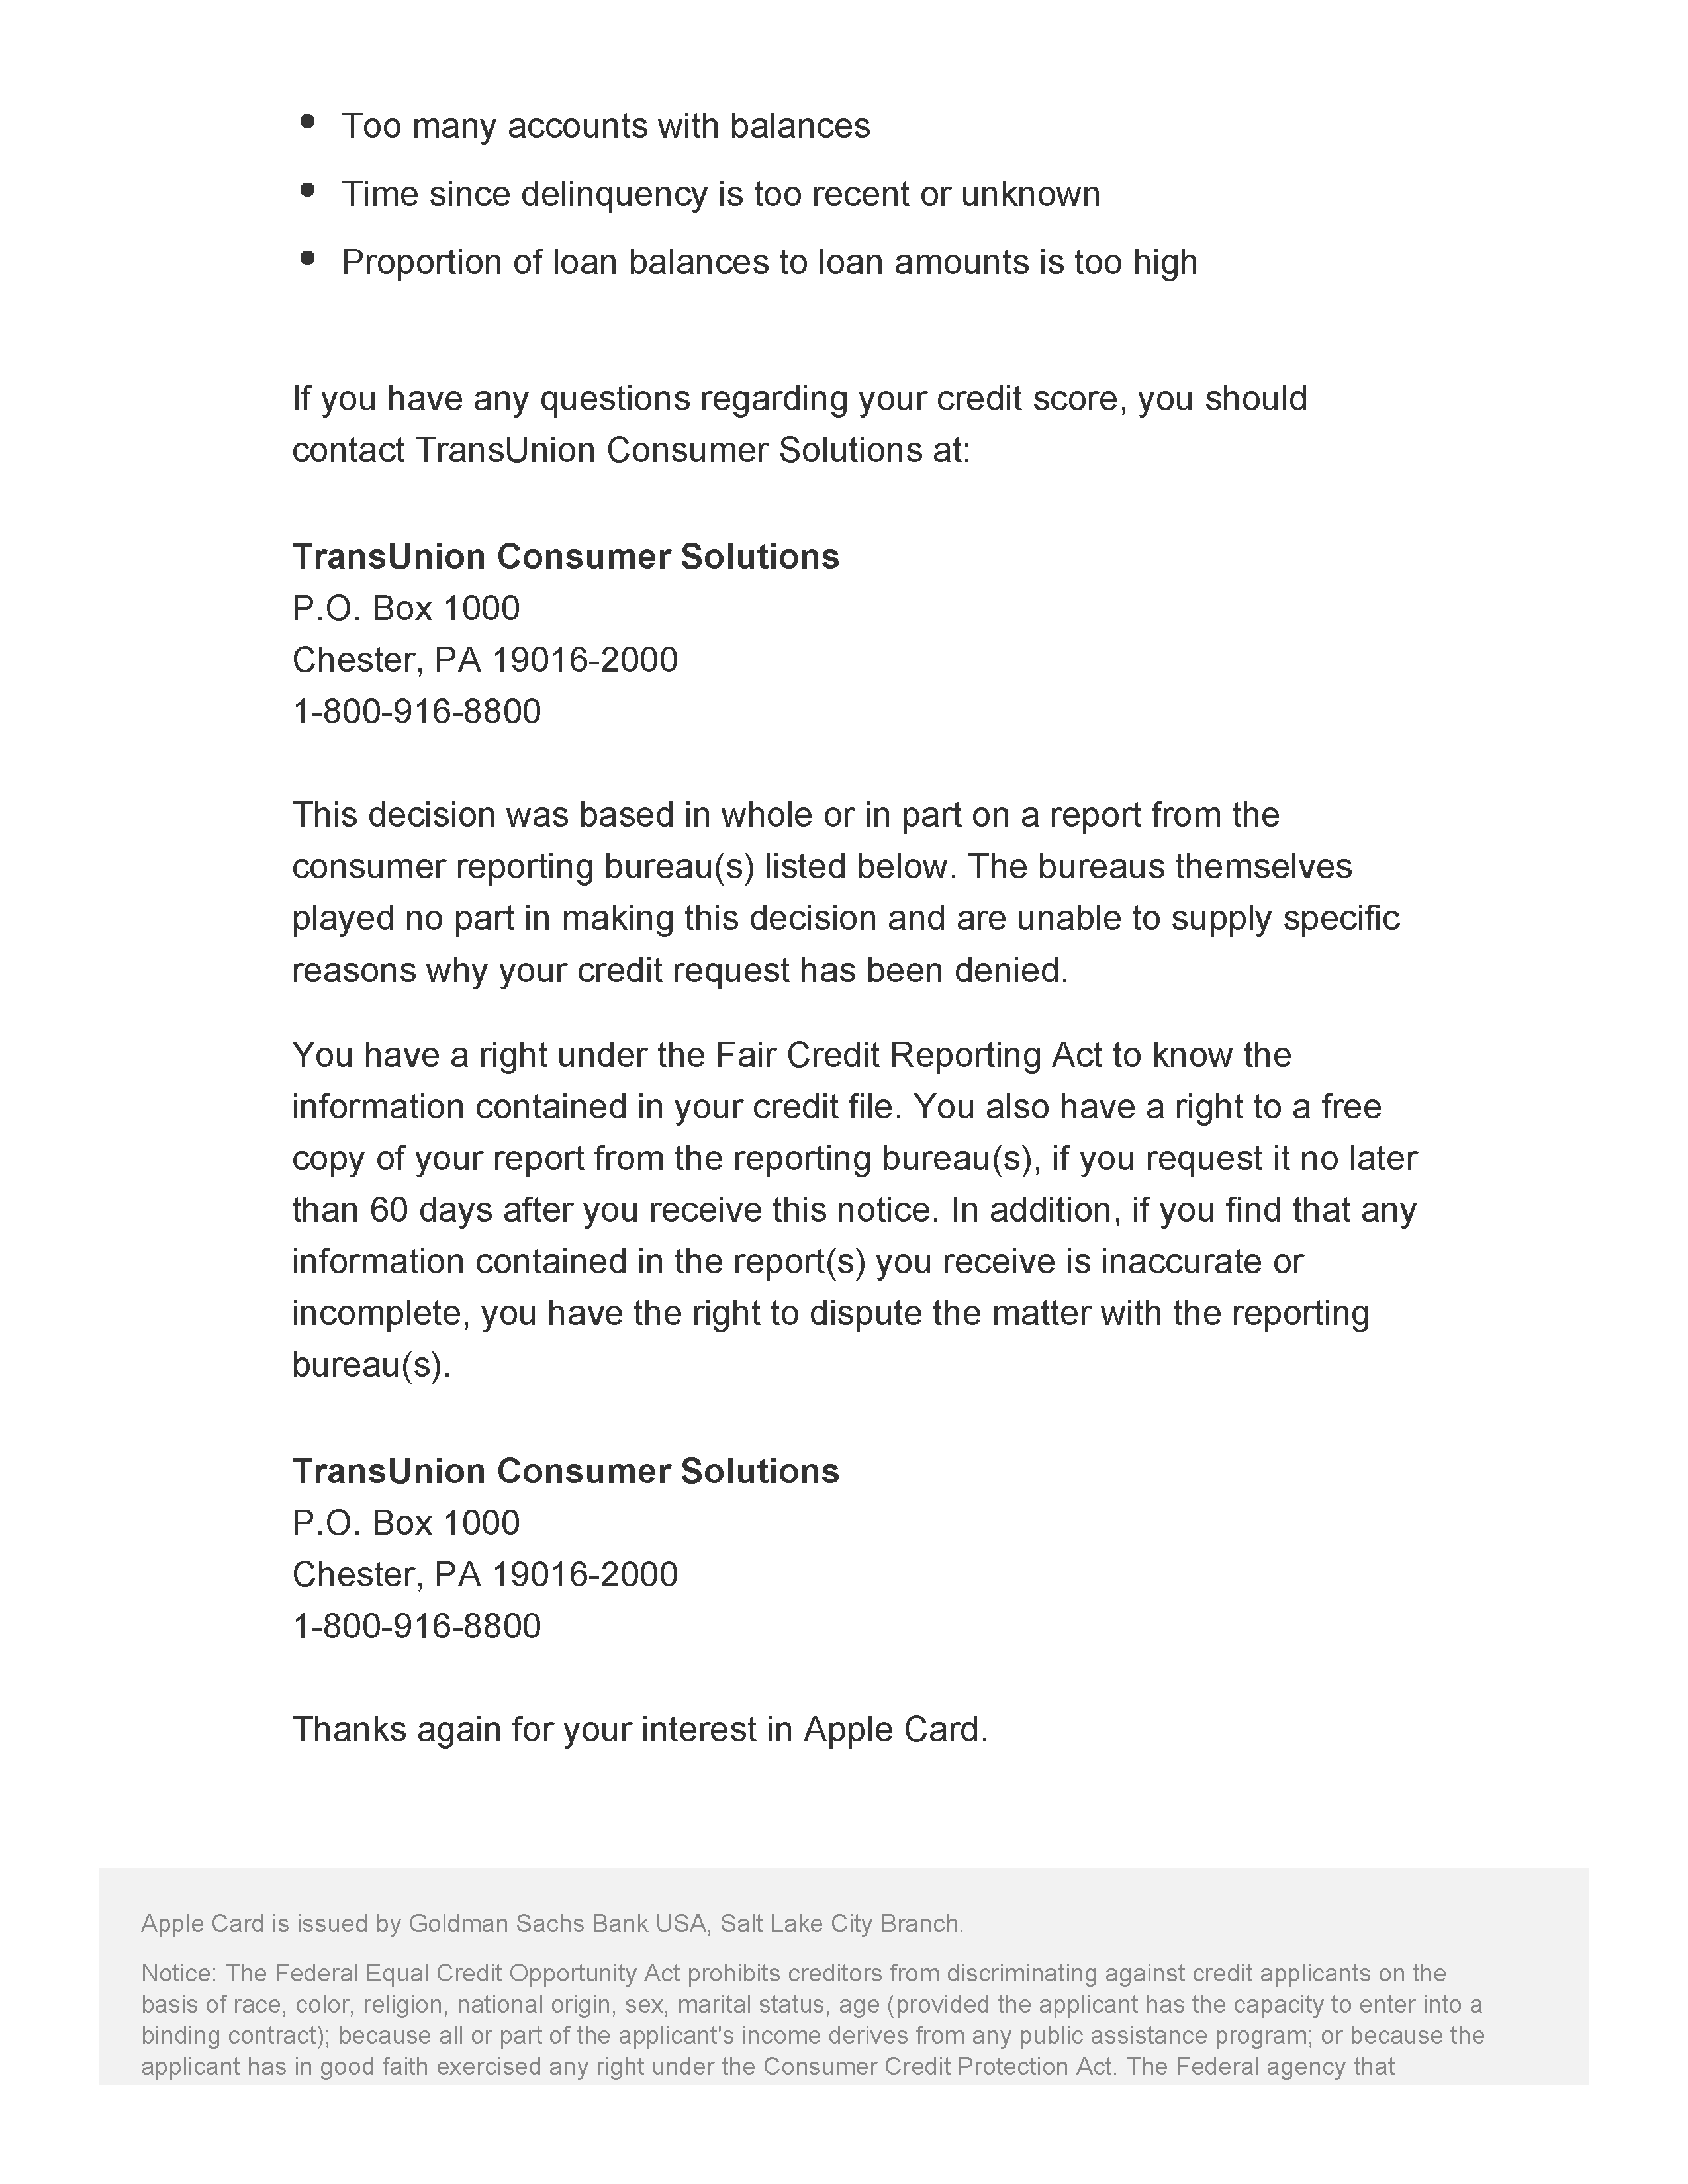 • Too many accounts with balances
• Time since delinquency is too recent or unknown
• Proportion of loan balances to loan amounts is too high
If you have any questions regarding your credit score, you should
contact TransUnion Consumer Solutions at:
TransUnion Consumer Solutions
P.O. Box 1000
Chester, PA 19016-2000
1-800-916-8800
This decision was based in whole or in part on a report from the
consumer reporting bureau(s) listed below. The bureaus themselves
played no part in making this decision and are unable to supply specific
reasons why your credit request has been denied.
You have a right under the Fair Credit Reporting Act to know the
information contained in your credit file. You also have a right to a free
copy of your report from the reporting bureau(s), if you request it no later
than 60 days after you receive this notice. In addition, if you find that any
information contained in the report(s) you receive is inaccurate or
incomplete, you have the right to dispute the matter with the reporting
bureau(s).
TransUnion Consumer Solutions
P.O. Box 1000
Chester, PA 19016-2000
1-800-916-8800
Thanks again for your interest in Apple Card.
Apple Card is issued by Goldman Sachs Bank USA, Salt Lake City Branch.
Notice: The Federal Equal Credit Opportunity Act prohibits creditors from discriminating against credit applicants on the
basis of race, color, religion, national origin, sex, marital status, age (provided the applicant has the capacity to enter into a
binding contract); because all or part of the applicant's income derives from any public assistance program; or because the
applicant has in good faith exercised any right under the Consumer Credit Protection Act. The Federal agency that